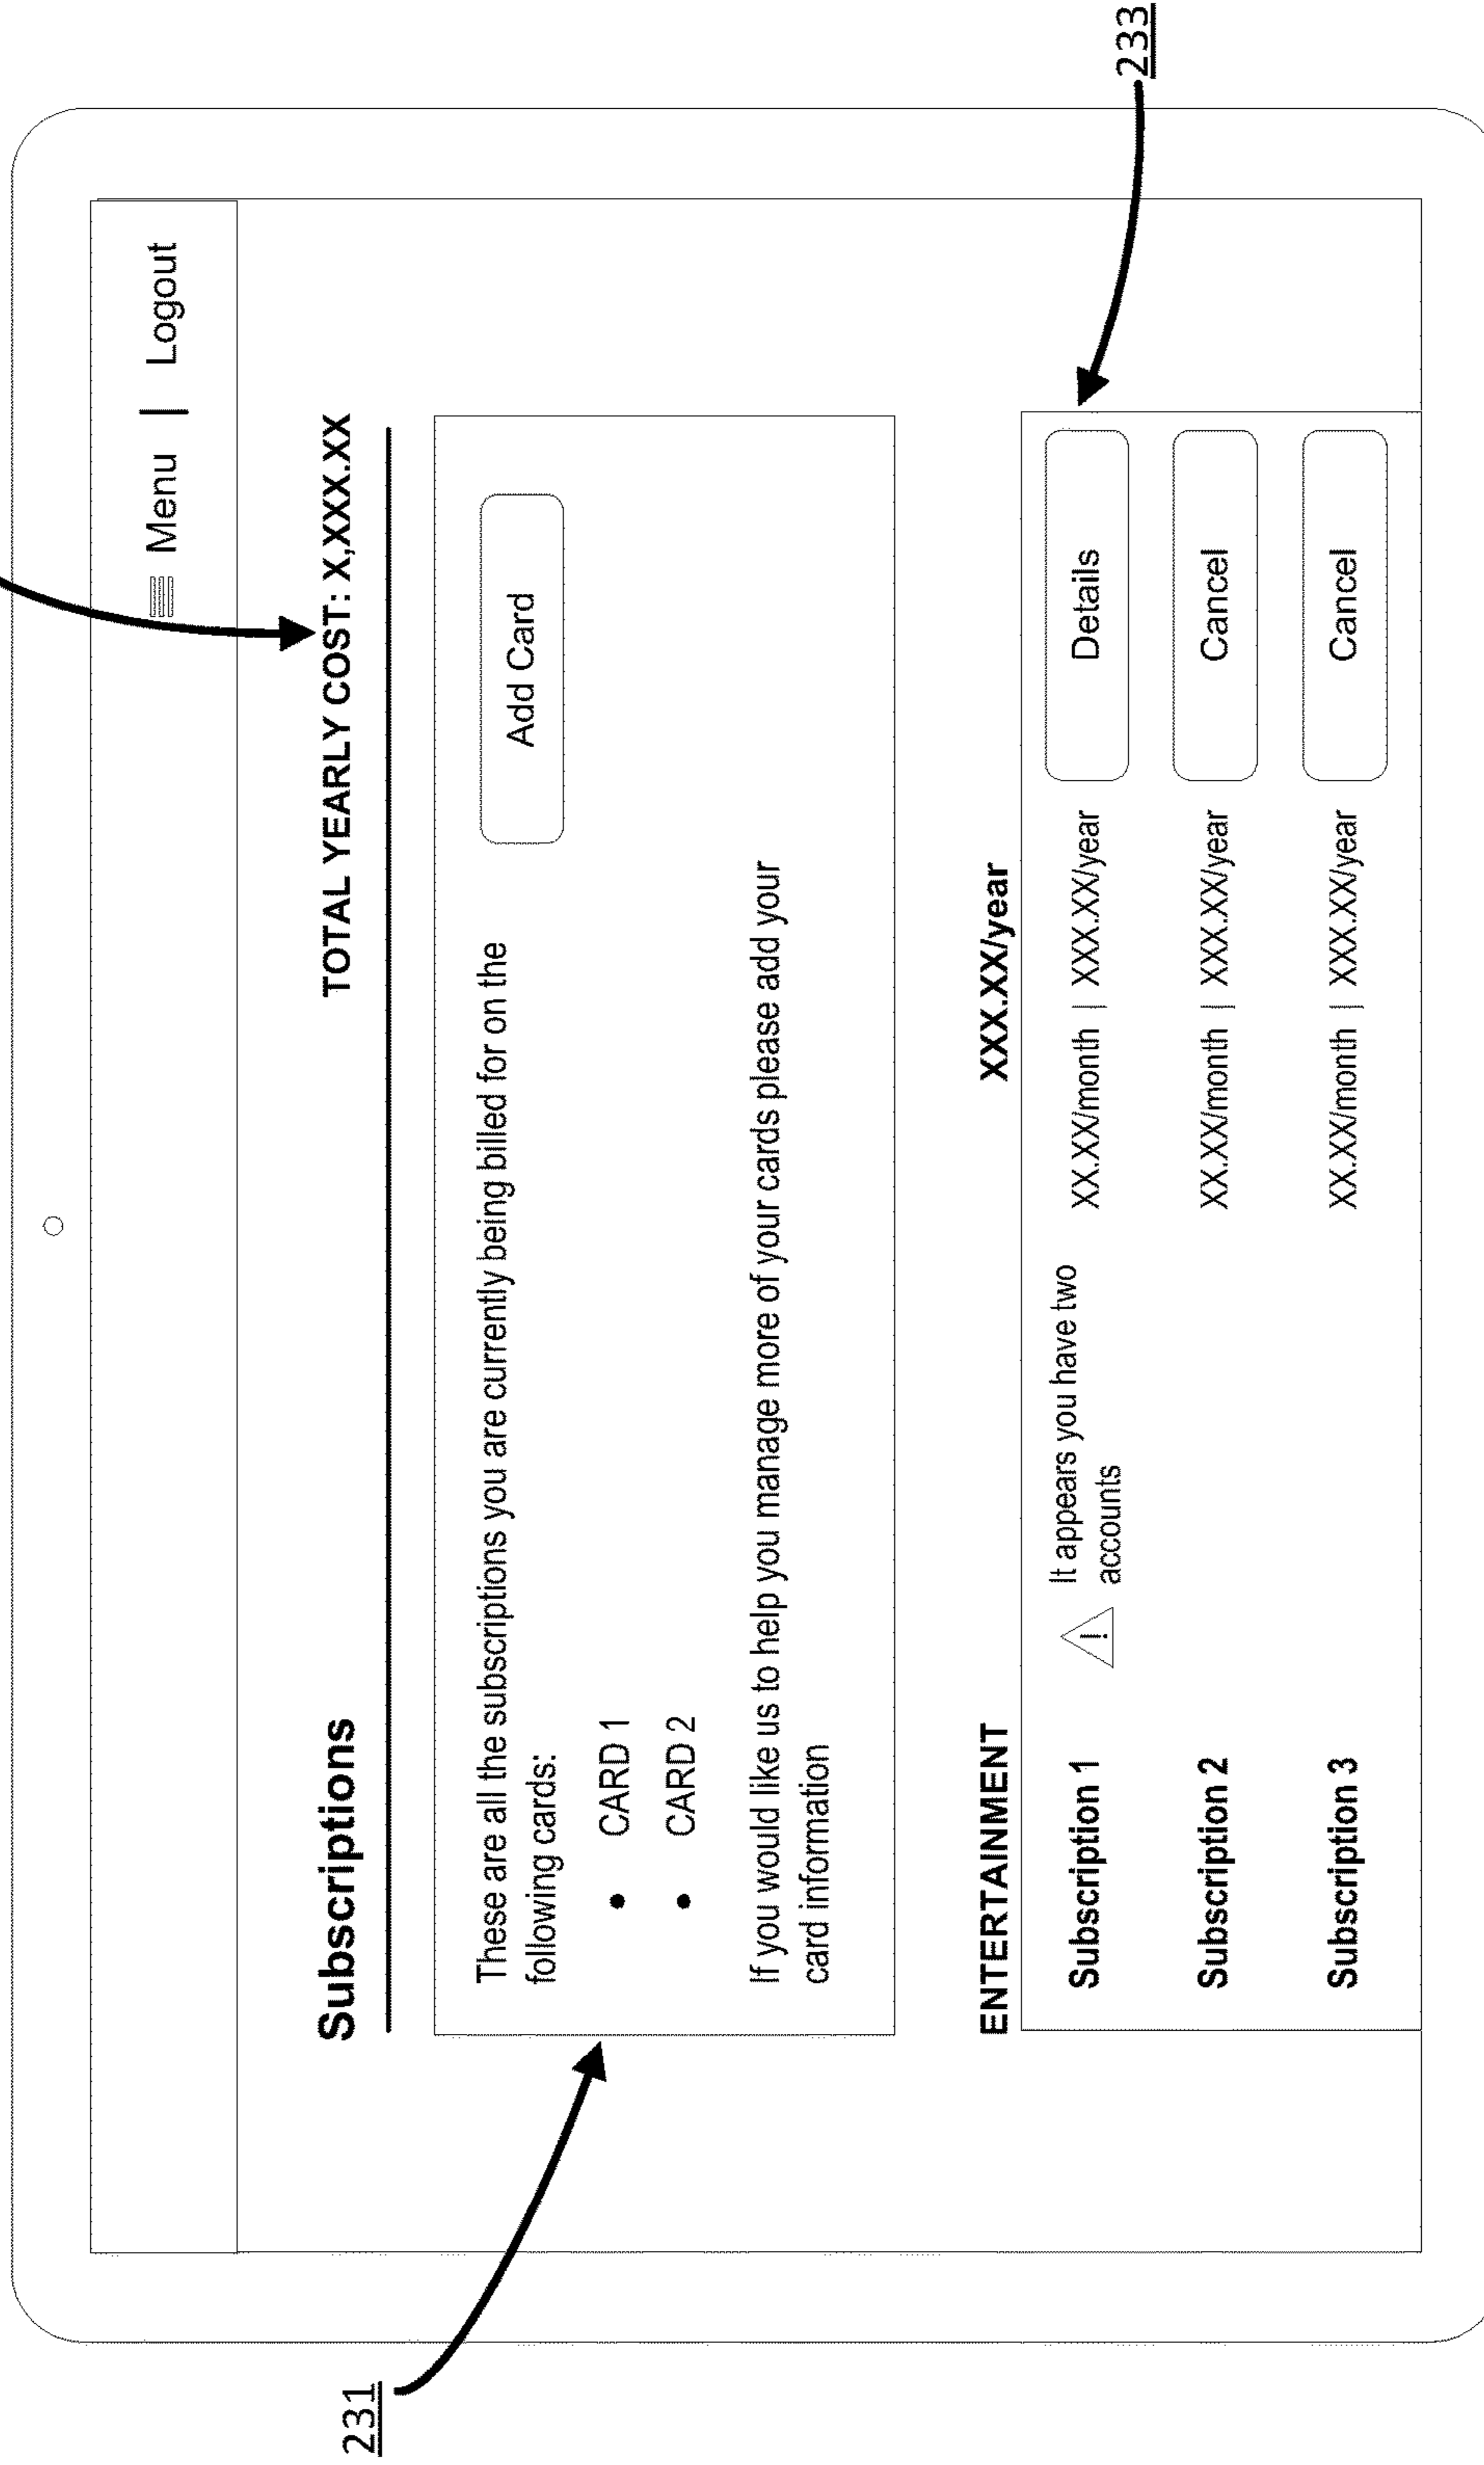 Menu | Logout
Subscriptions TOTAL YEARLY COST: X,XXX.XX
231
These are all the subscriptions you are currently being billed for on the
following cards:
Add Card
• CARD 1
• CARD 2
If you would like us to help you manage more of your cards please add your
card information
ENTERTAINMENT XXX.XX/year
233
Subscription 1 It appears you have two
accounts
XX.XX/month | XXX.XX/year Details
Subscription 2 XX.XX/month | XXX.XX/year Cancel
Subscription 3 XX.XX/month | XXX.XX/year Cancel